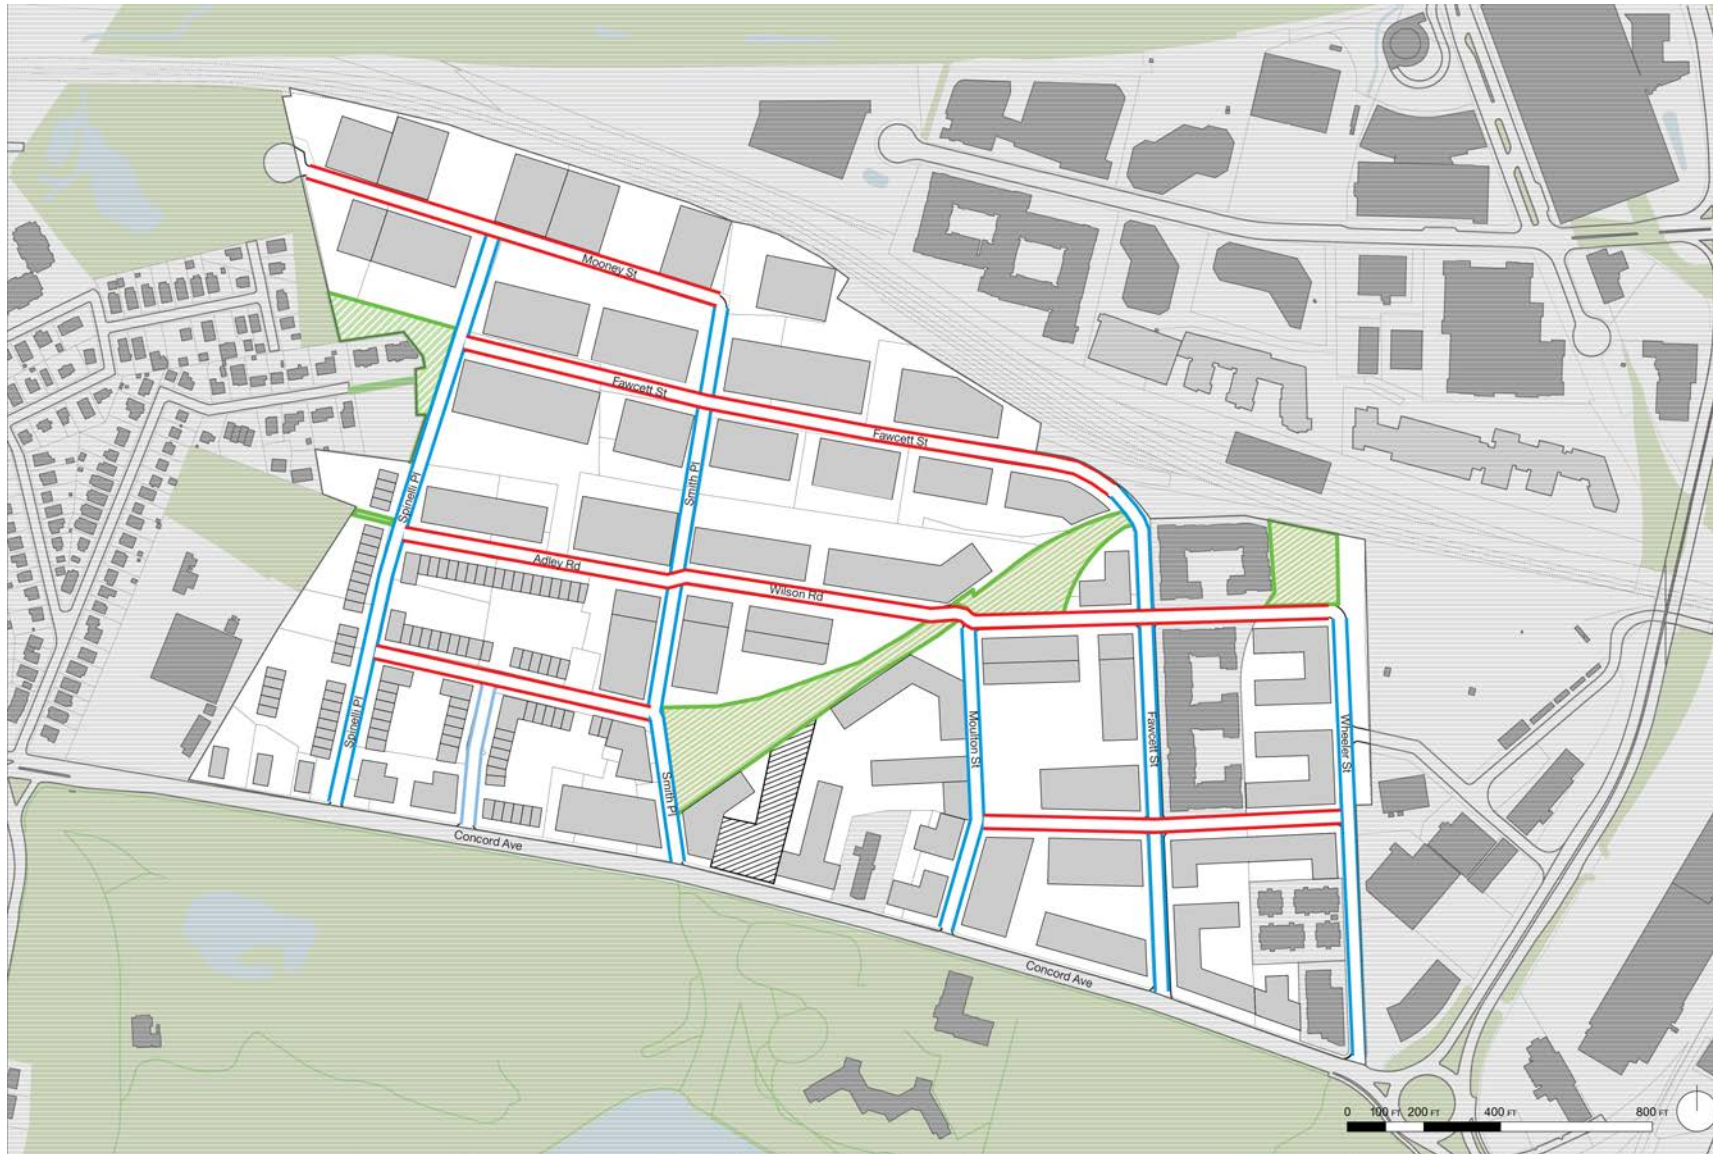 Mooney St
Fawcett St
Fawcett St
Spinelli Pl
Smith Pl
Adley Rd
Wilson Rd
Spinelli Pl
Smith Pl
Moulton St
Fawcett St
Wheeler St
Concord Ave
Concord Ave
0 100 FT 200 FT 400 FT 800 FT